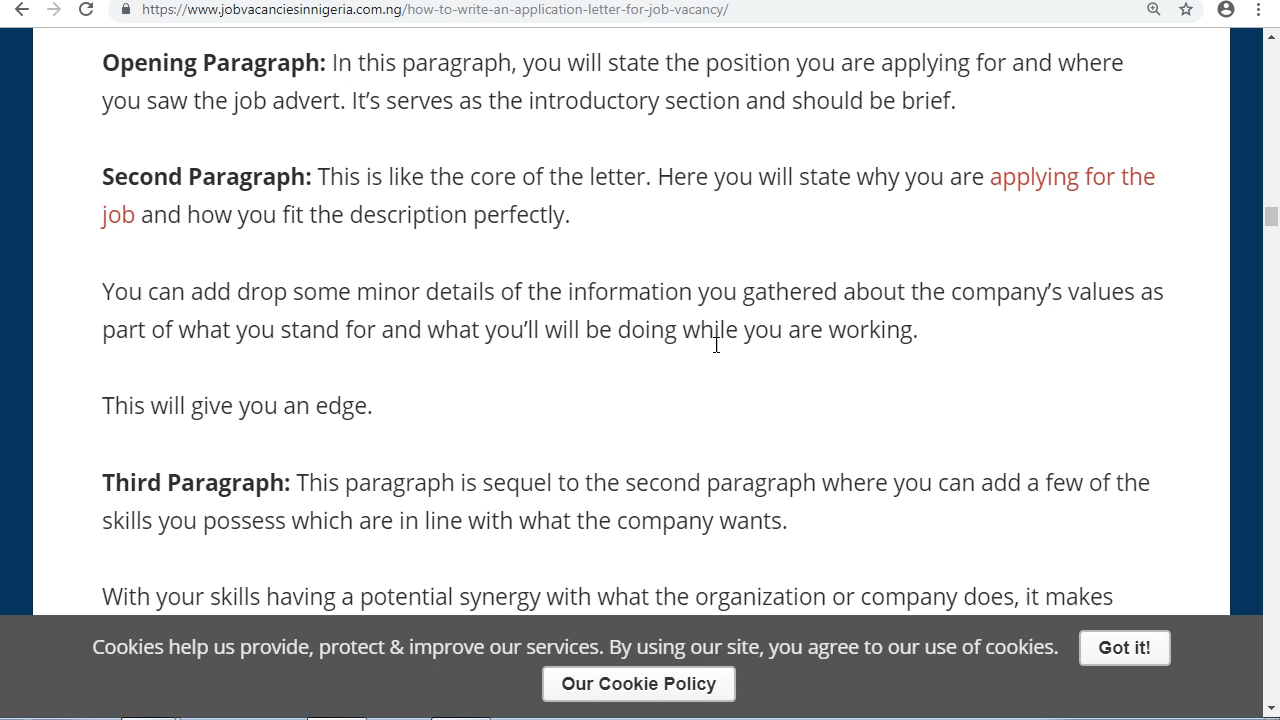 https://www.jobvacanciesinnigeria.com.ng/how-to-write-an-application-letter-for-job-vacancy/
Opening Paragraph: In this paragraph, you will state the position you are applying for and where
you saw the job advert. It’s serves as the introductory section and should be brief.
Second Paragraph: This is like the core of the letter. Here you will state why you are applying for the
job and how you fit the description perfectly.
You can add drop some minor details of the information you gathered about the company’s values as
part of what you stand for and what you’ll will be doing while you are working.
This will give you an edge.
Third Paragraph: This paragraph is sequel to the second paragraph where you can add a few of the
skills you possess which are in line with what the company wants.
With your skills having a potential synergy with what the organization or company does, it makes
Cookies help us provide, protect & improve our services. By using our site, you agree to our use of cookies. Got it!
Our Cookie Policy